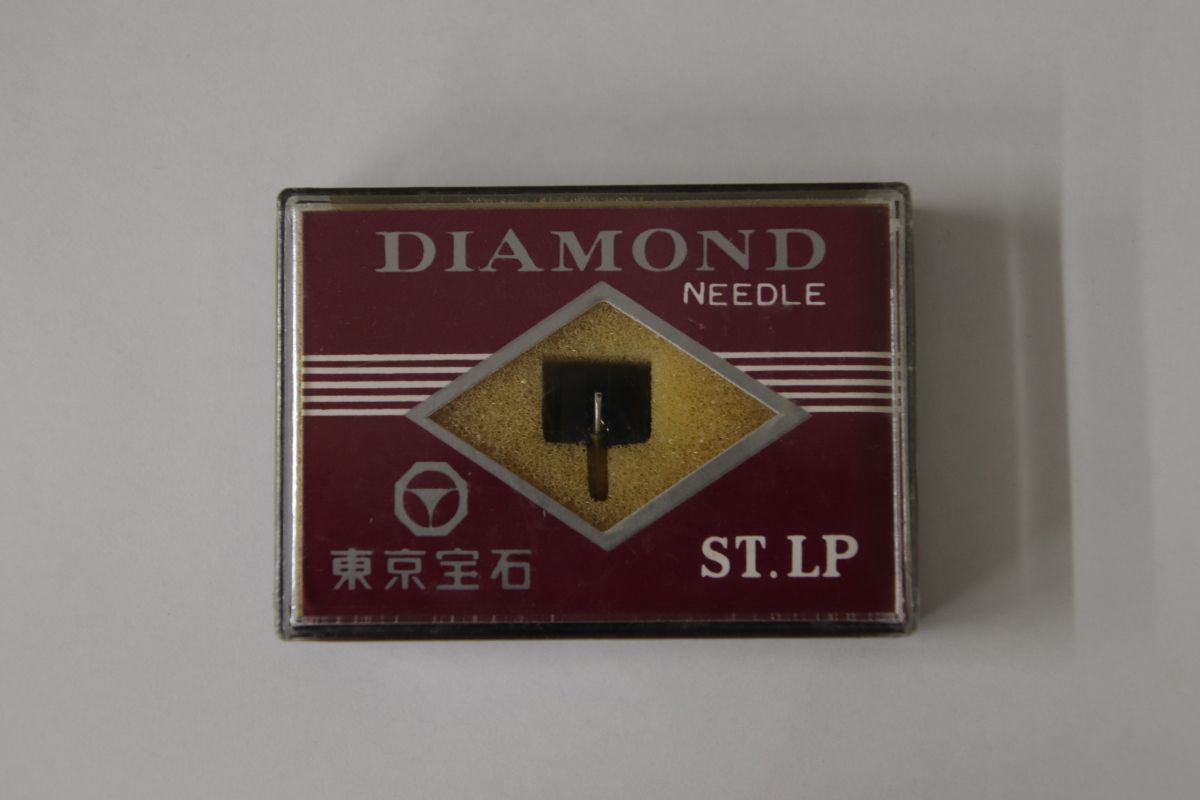 DIAMOND
NEEDLE
東京宝石
ST.LP